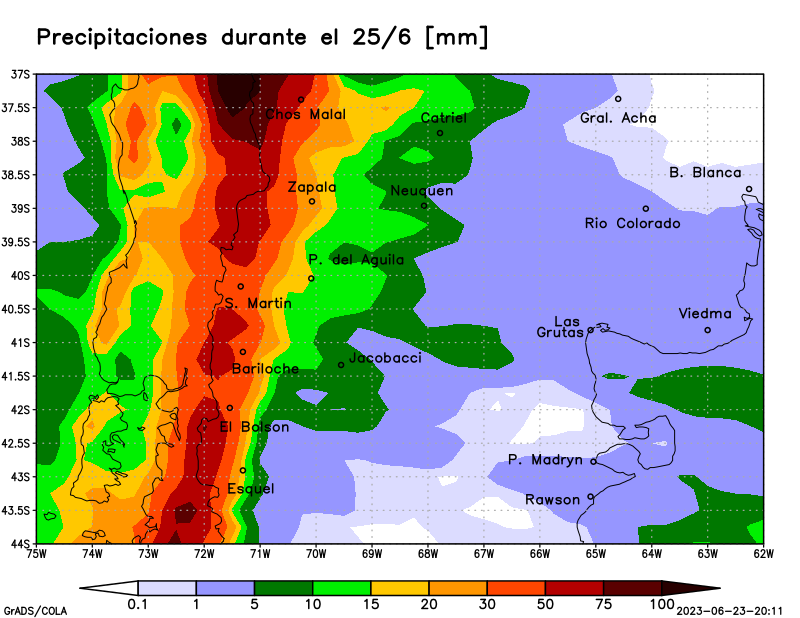 Precipitaciones durante el 25/6 [mm]
37S
37.5S
Chos Malal
Catriel
Gral. Acha
38S
38.5S
B. Blanca
Zapala
Neuquen
39S
Rio Colorado
39.5S
P. del Aguila
40S
S. Martin
40.5S
Viedma
Las
Grutas
41S
Bariloche
Jacobacci
41.5S
42S
El Bolson
42.5S
P. Madryn
43S
Esquel
Rawson
43.5S
44S
75W 74W 73W 72W 71W 70W 69W 68W 67W 66W 65W 64W 63W 62W
0.1 1 5 10 15 20 30 50 75 100
GrADS/COLA
2023-06-23-20:11